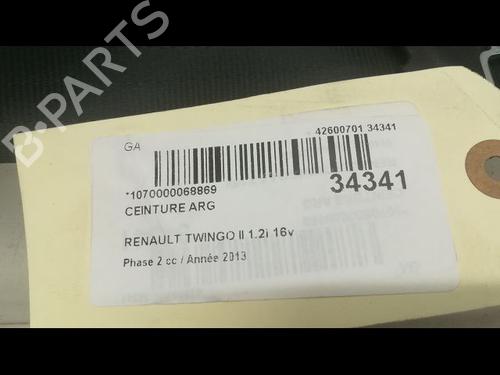 B-PARTS
GA
42600701 34341
*1070000068869
34341
CEINTURE ARG
RENAULT TWINGO II 1.2i 16v
Phase 2 cc / Année 2013